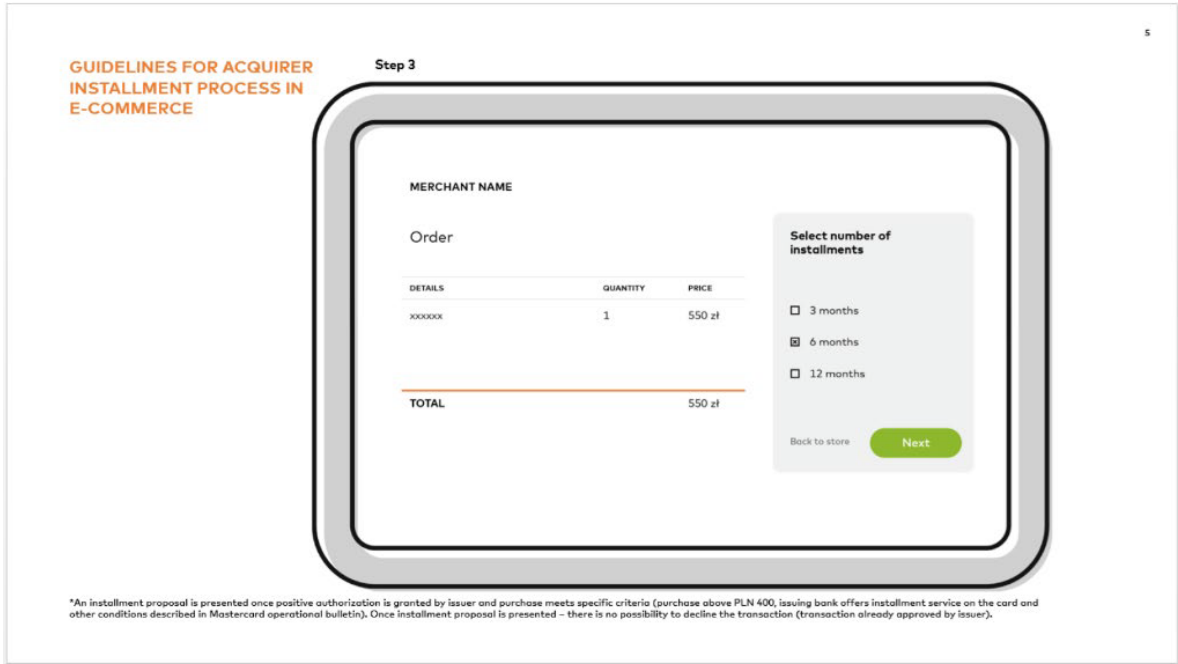 5
GUIDELINES FOR ACQUIRER
INSTALLMENT PROCESS IN
E-COMMERCE
Step 3
MERCHANT NAME
Order
DETAILS QUANTITY PRICE
xxxxxx 1 550 zł
TOTAL 550 zł
Select number of
installments
3 months
6 months
12 months
Back to store Next
*An installment proposal is presented once positive authorization is granted by issuer and purchase meets specific criteria (purchase above PLN 400, issuing bank offers installment service on the card and
other conditions described in Mastercard operational bulletin). Once installment proposal is presented – there is no possibility to decline the transaction (transaction already approved by issuer).